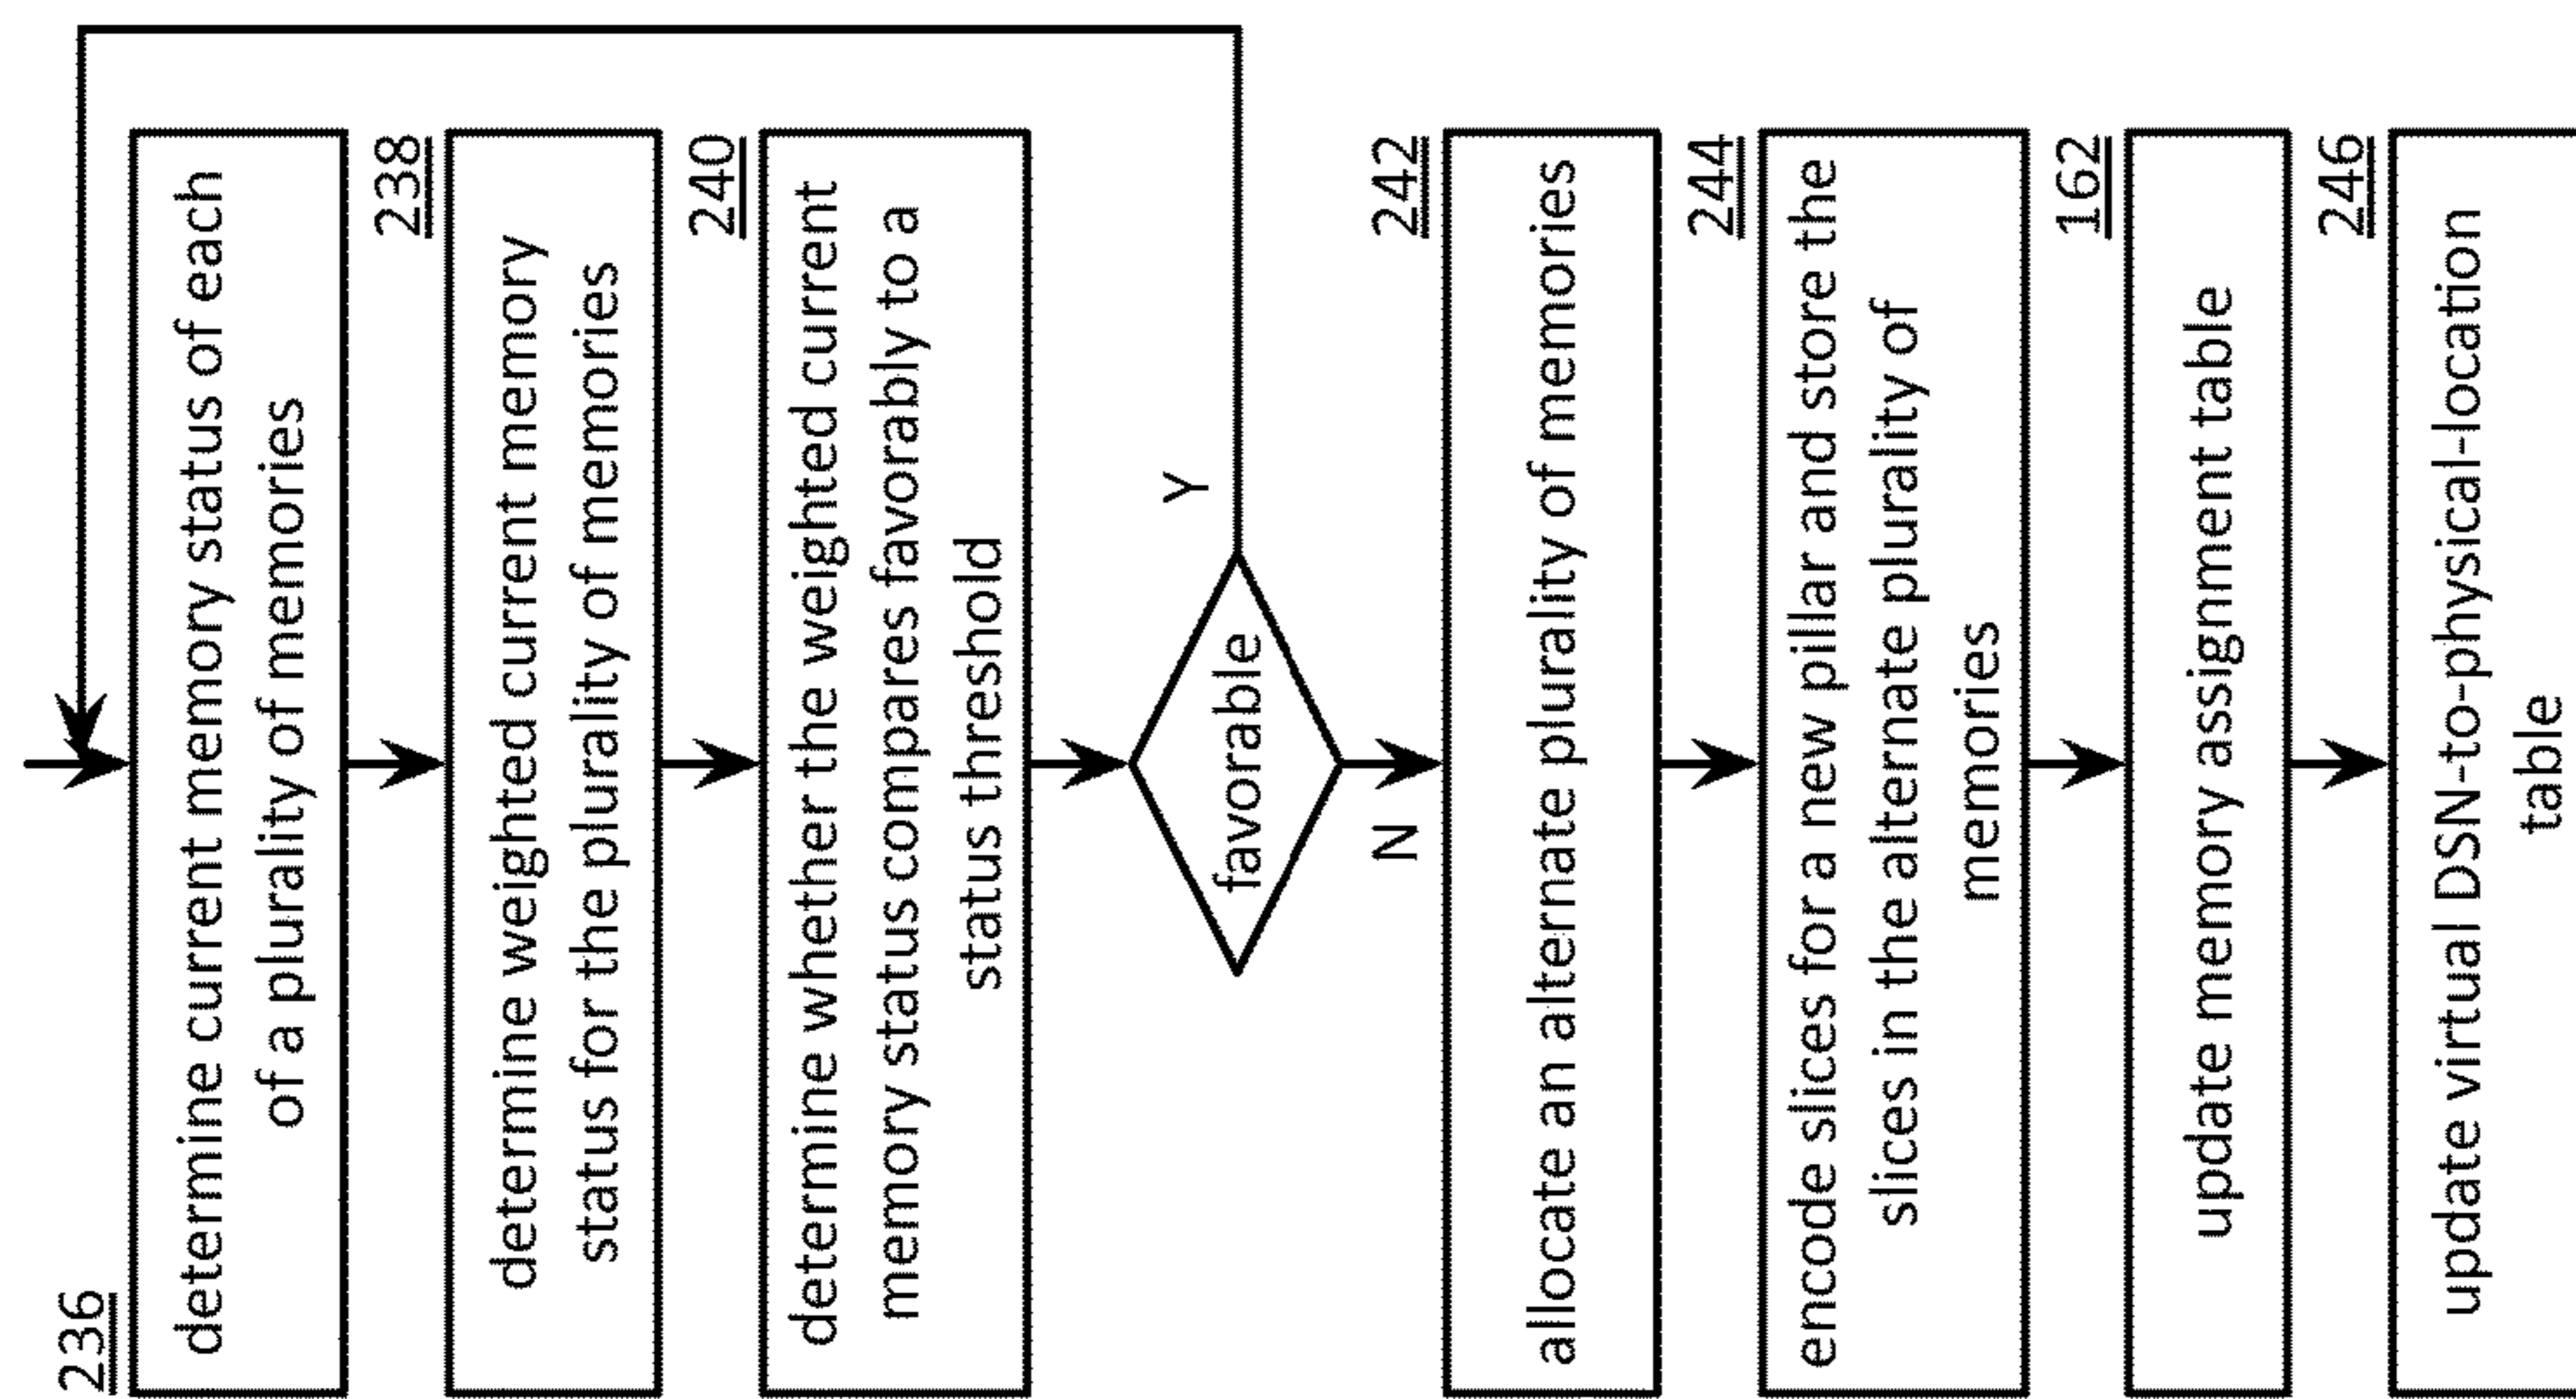 236
determine current memory status of each
of a plurality of memories
238
determine weighted current memory
status for the plurality of memories
240
determine whether the weighted current
memory status compares favorably to a
status threshold
favorable
Y
N
242
allocate an alternate plurality of memories
244
encode slices for a new pillar and store the
slices in the alternate plurality of
memories
162
update memory assignment table
246
update virtual DSN-to-physical-location
table